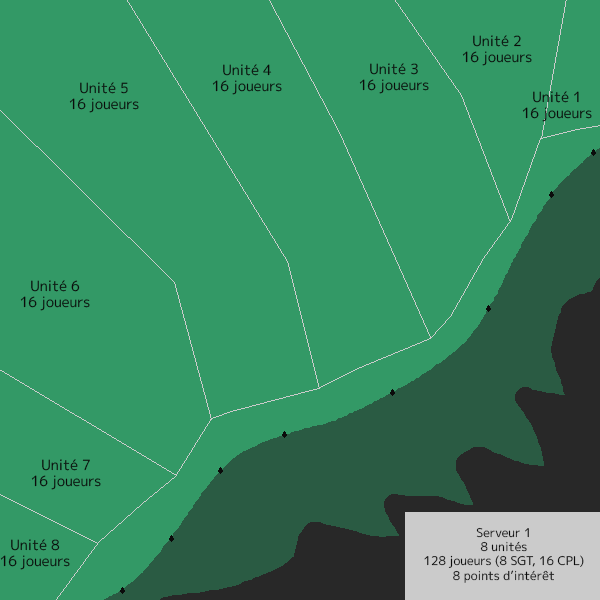 Unité 2
16 joueurs
Unité 3
16 joueurs
Unité 4
16 joueurs
Unité 5
16 joueurs
Unité 1
16 joueurs
Unité 6
16 joueurs
Unité 7
16 joueurs
Unité 8
16 joueurs
Serveur 1
8 unités
128 joueurs (8 SGT, 16 CPL)
8 points d'intérêt